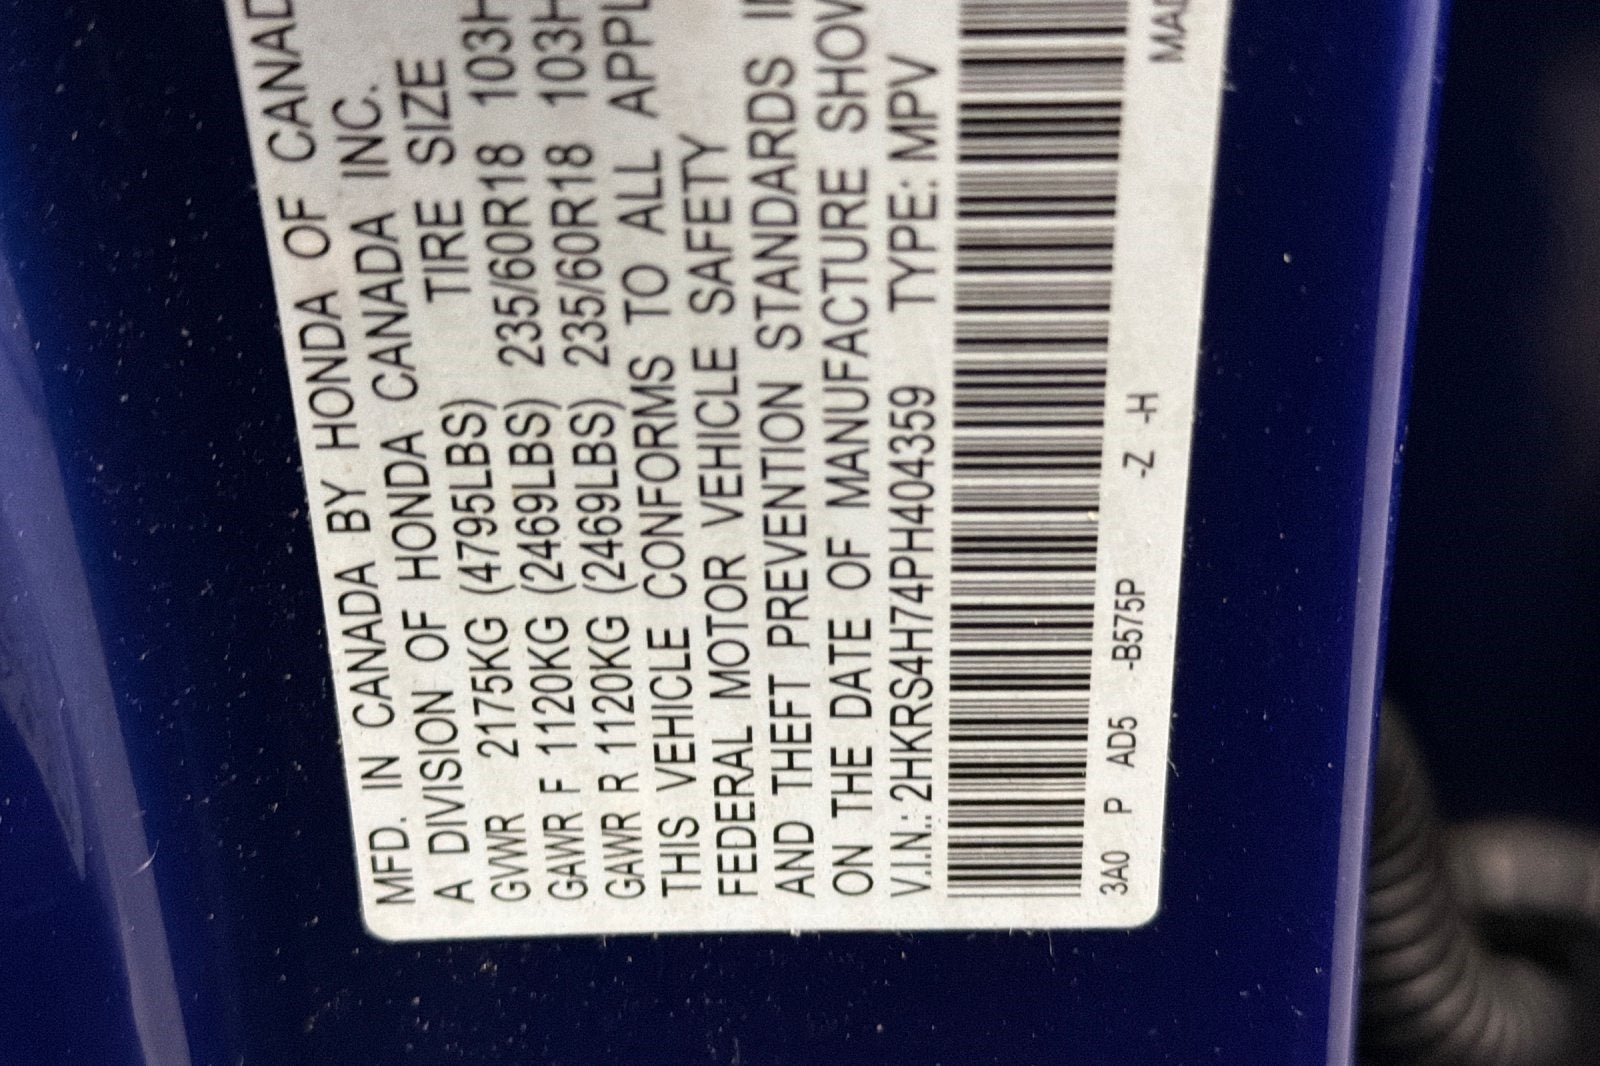 MFD. IN CANADA BY HONDA OF CANAD
A DIVISION OF HONDA CANADA INC.
GVWR 2175KG (4795LBS) TIRE SIZE
GAWR F 1120KG (2469LBS) 235/60R18 103H
GAWR R 1120KG (2469LBS) 235/60R18 103H
THIS VEHICLE CONFORMS TO ALL APPL
FEDERAL MOTOR VEHICLE SAFETY
AND THEFT PREVENTION STANDARDS I
ON THE DATE OF MANUFACTURE SHOW
V.I.N.: 2HKRS4H74PH404359 TYPE: MPV
3A0 P AD5 -B575P -Z -H MAD